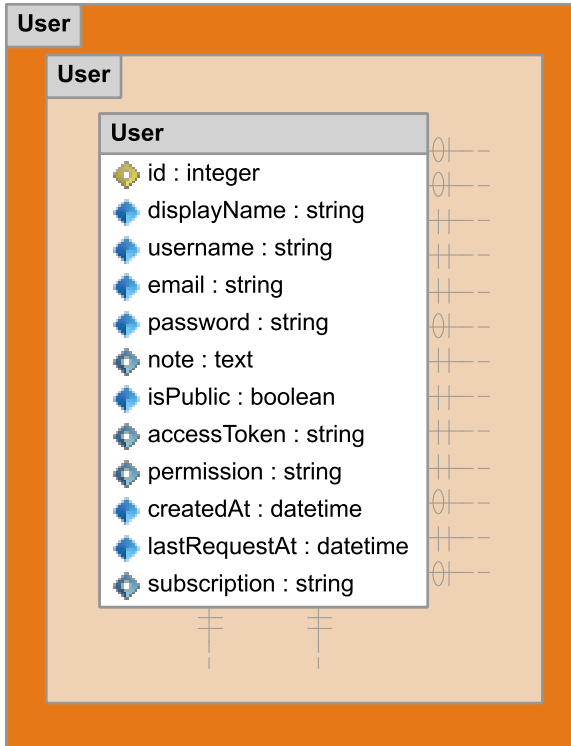 User
User
User
id : integer
displayName : string
username : string
email : string
password : string
note : text
isPublic : boolean
accessToken : string
permission : string
createdAt : datetime
lastRequestAt : datetime
subscription : string